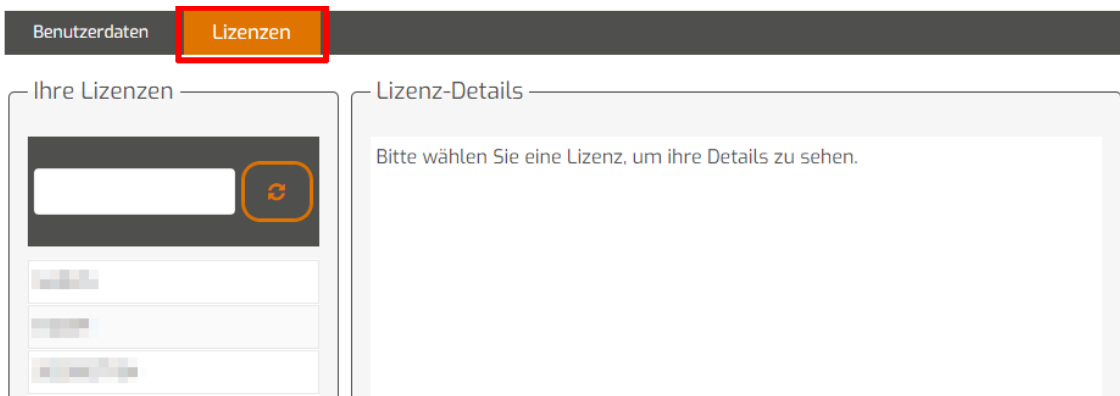 Benutzerdaten Lizenzen
Ihre Lizenzen
Lizenz-Details
Bitte wählen Sie eine Lizenz, um ihre Details zu sehen.